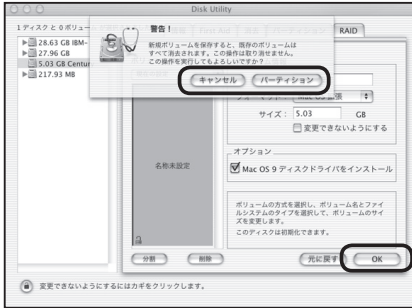 Disk Utility
1 ディスク と 0 ボリュー
28.63 GB IBM-
27.96 GB
5.03 GB Centur
217.93 MB
警告！
新規ボリュームを保存すると、既存のボリュームは
すべて消去されます。この操作は取り消せません。
この操作を実行してもよろしいですか？
キャンセル
パーティション
RAID
Mac OS 拡張
サイズ： 5.03 GB
変更できないようにする
名称未設定
オプション
Mac OS 9 ディスクドライバをインストール
ボリュームの方式を選択し、ボリューム名とファイ
ルシステムのタイプを選択して、ボリュームのサイ
ズを変更します。
このディスクは初期化できます。
分割
削除
元に戻す
OK
変更できないようにするにはカギをクリックします。